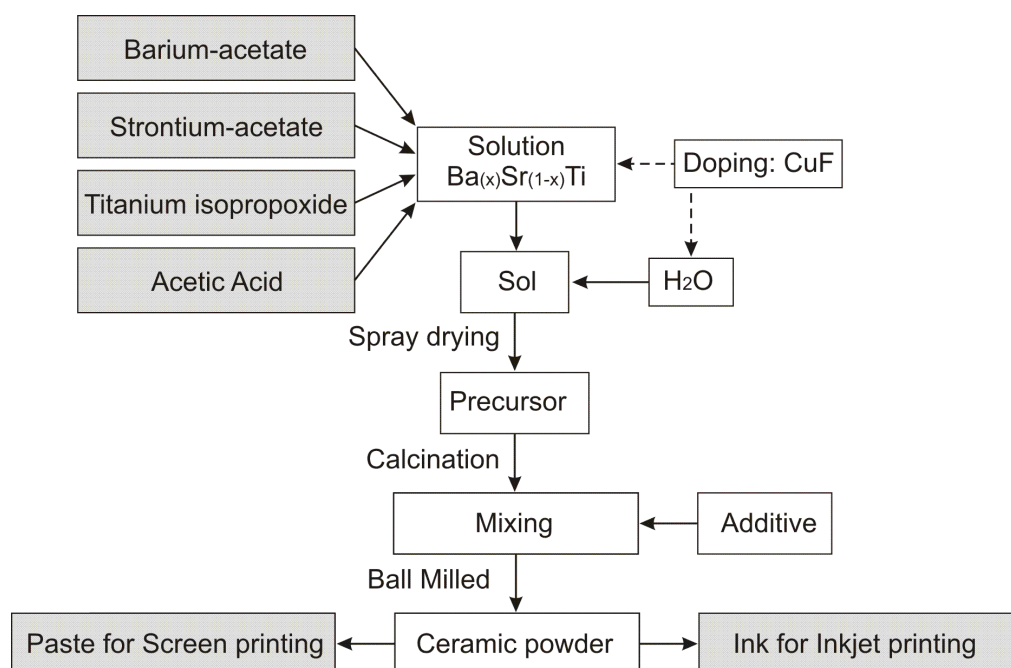 Barium-acetate
Strontium-acetate
Titanium isopropoxide
Acetic Acid
Solution
Ba(x)Sr(1-x)Ti
Doping: CuF
Sol
H2O
Spray drying
Precursor
Calcination
Mixing
Additive
Ball Milled
Paste for Screen printing
Ceramic powder
Ink for Inkjet printing